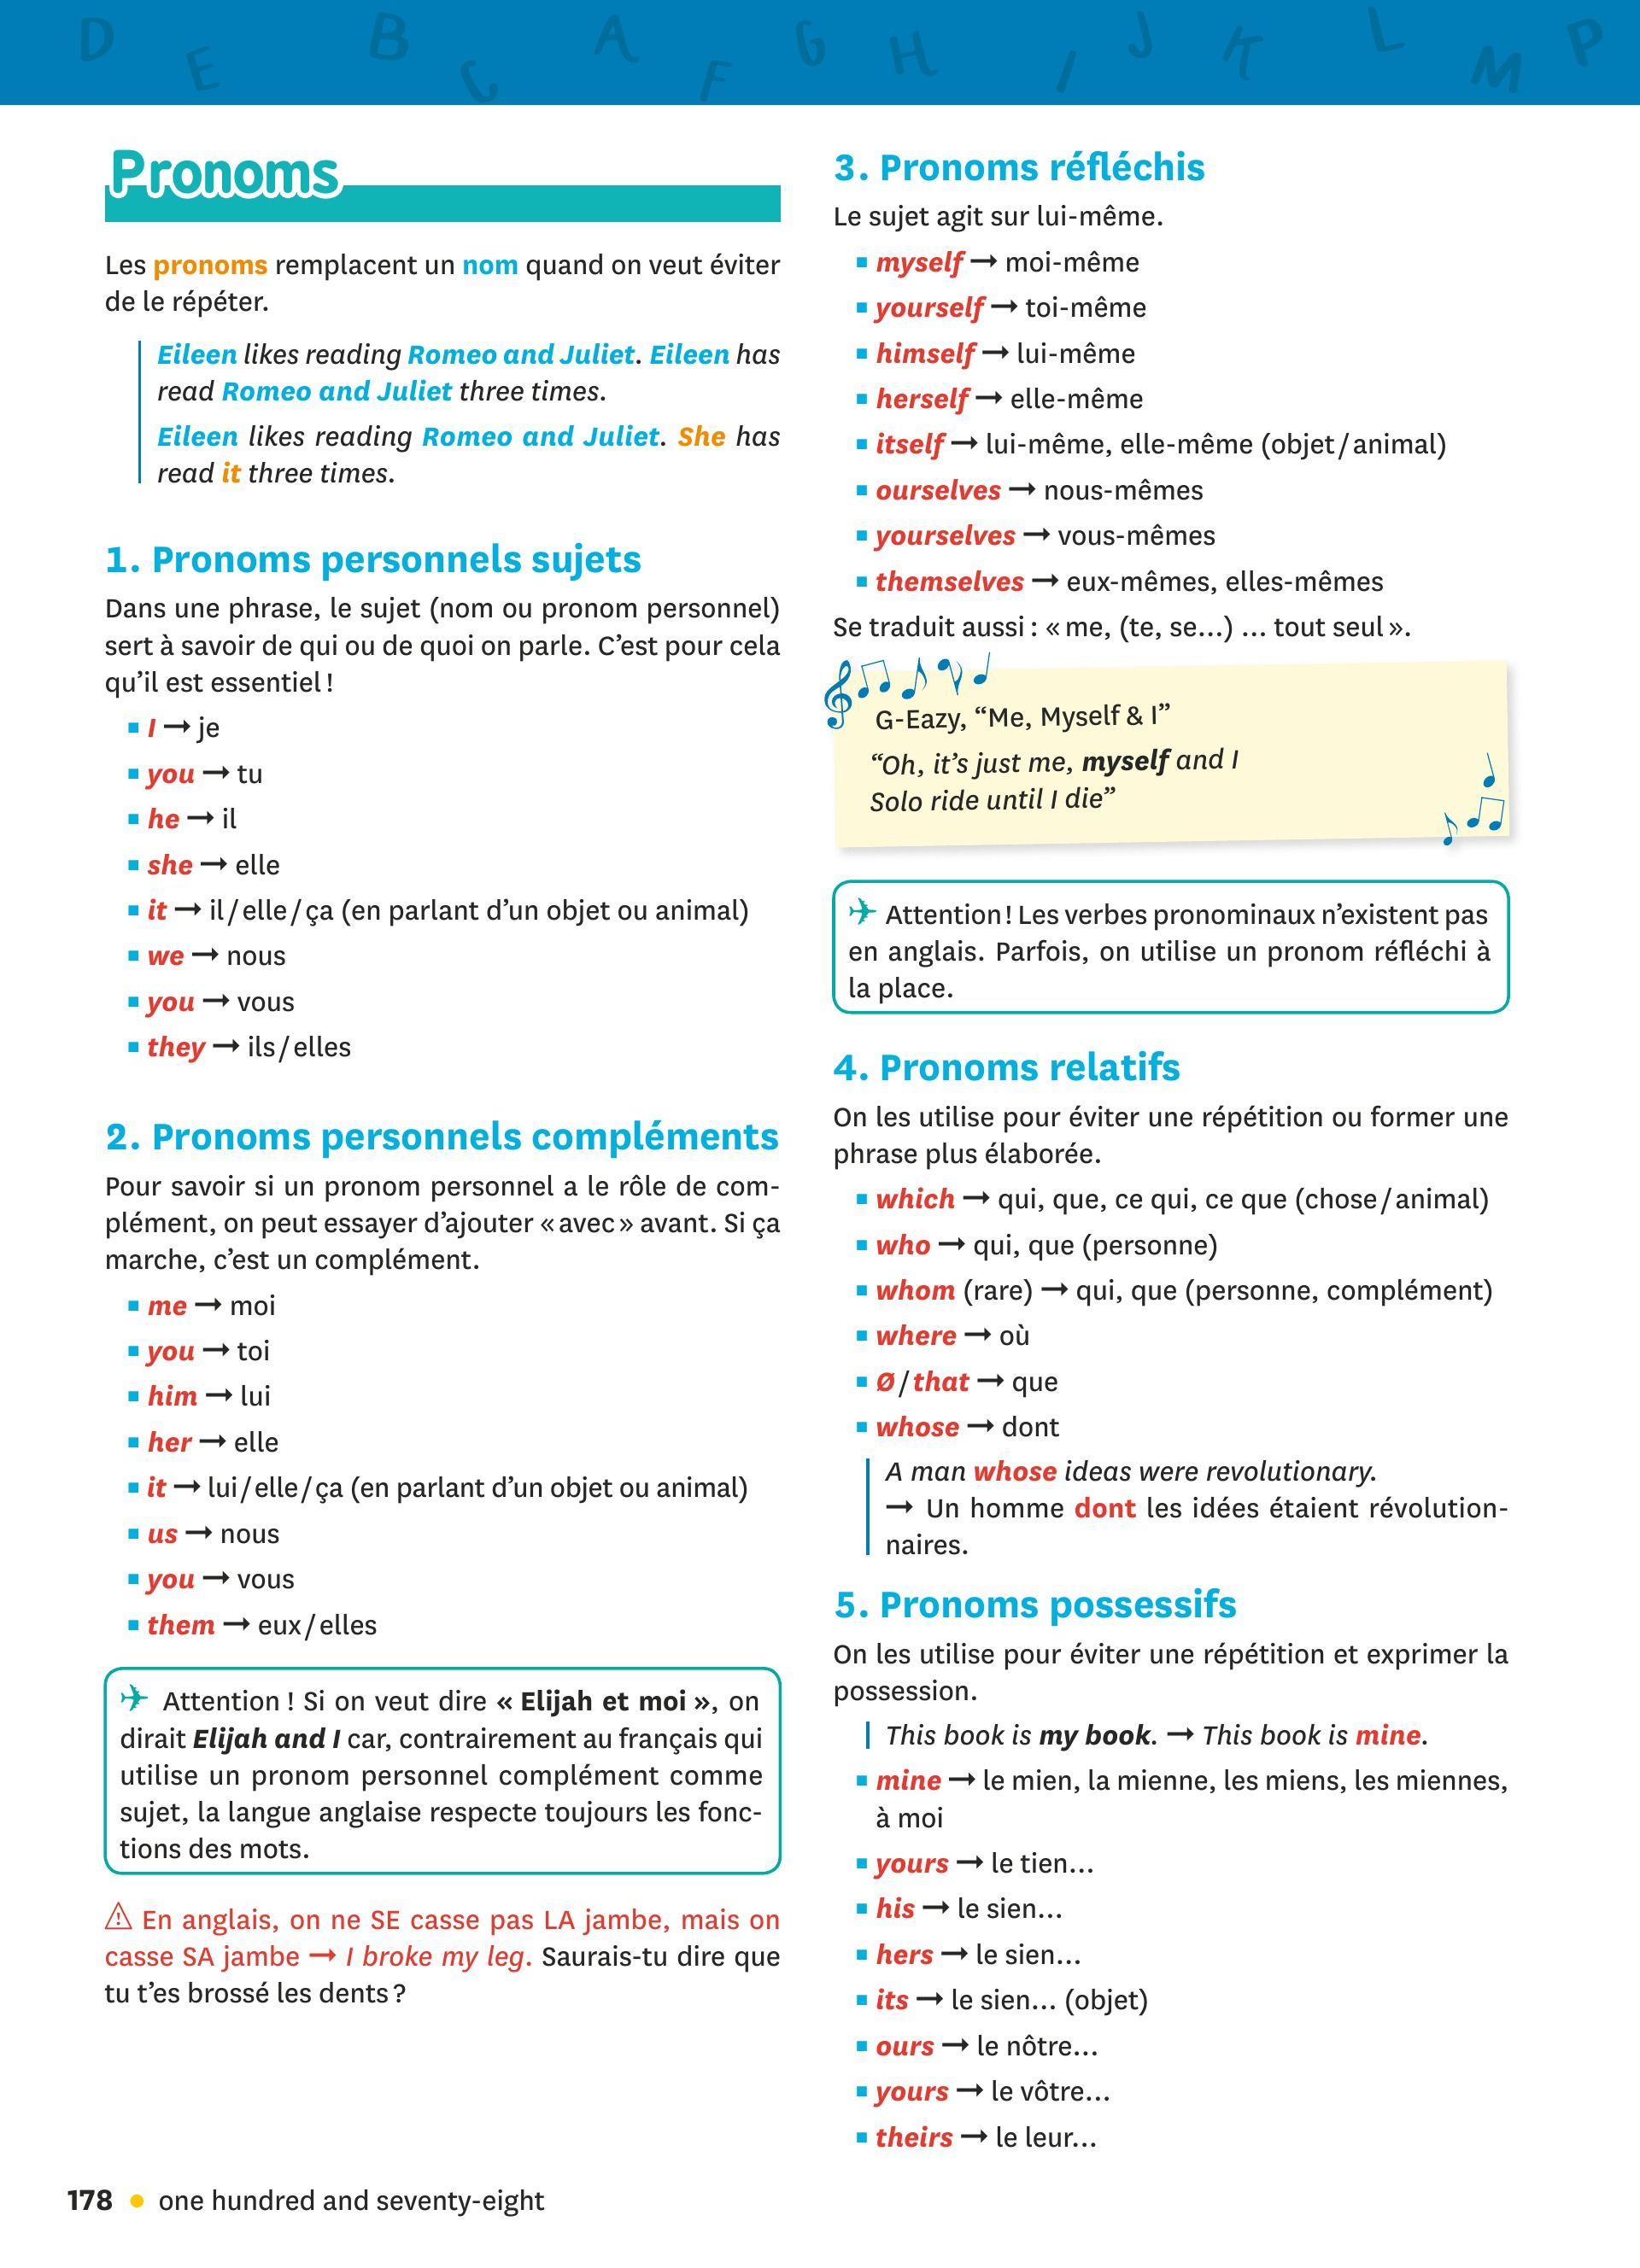 D E B C A F G H I J K L M P
Pronoms
Les pronoms remplacent un nom quand on veut éviter
de le répéter.
Eileen likes reading Romeo and Juliet. Eileen has
read Romeo and Juliet three times.
Eileen likes reading Romeo and Juliet. She has
read it three times.
1. Pronoms personnels sujets
Dans une phrase, le sujet (nom ou pronom personnel)
sert à savoir de qui ou de quoi on parle. C’est pour cela
qu’il est essentiel !
▪ I → je
▪ you → tu
▪ he → il
▪ she → elle
▪ it → il / elle / ça (en parlant d’un objet ou animal)
▪ we → nous
▪ you → vous
▪ they → ils / elles
2. Pronoms personnels compléments
Pour savoir si un pronom personnel a le rôle de com-
plément, on peut essayer d’ajouter « avec » avant. Si ça
marche, c’est un complément.
▪ me → moi
▪ you → toi
▪ him → lui
▪ her → elle
▪ it → lui / elle / ça (en parlant d’un objet ou animal)
▪ us → nous
▪ you → vous
▪ them → eux / elles
Attention ! Si on veut dire « Elijah et moi », on
dirait Elijah and I car, contrairement au français qui
utilise un pronom personnel complément comme
sujet, la langue anglaise respecte toujours les fonc-
tions des mots.
⚠ En anglais, on ne SE casse pas LA jambe, mais on
casse SA jambe → I broke my leg. Saurais-tu dire que
tu t’es brossé les dents ?
3. Pronoms réfléchis
Le sujet agit sur lui-même.
▪ myself → moi-même
▪ yourself → toi-même
▪ himself → lui-même
▪ herself → elle-même
▪ itself → lui-même, elle-même (objet / animal)
▪ ourselves → nous-mêmes
▪ yourselves → vous-mêmes
▪ themselves → eux-mêmes, elles-mêmes
Se traduit aussi : « me, (te, se…) … tout seul ».
G-Eazy, “Me, Myself & I”
“Oh, it’s just me, myself and I
Solo ride until I die”
Attention ! Les verbes pronominaux n’existent pas
en anglais. Parfois, on utilise un pronom réfléchi à
la place.
4. Pronoms relatifs
On les utilise pour éviter une répétition ou former une
phrase plus élaborée.
▪ which → qui, que, ce qui, ce que (chose / animal)
▪ who → qui, que (personne)
▪ whom (rare) → qui, que (personne, complément)
▪ where → où
▪ Ø / that → que
▪ whose → dont
A man whose ideas were revolutionary.
→ Un homme dont les idées étaient révolution-
naires.
5. Pronoms possessifs
On les utilise pour éviter une répétition et exprimer la
possession.
This book is my book. → This book is mine.
▪ mine → le mien, la mienne, les miens, les miennes,
à moi
▪ yours → le tien…
▪ his → le sien…
▪ hers → le sien…
▪ its → le sien… (objet)
▪ ours → le nôtre…
▪ yours → le vôtre…
▪ theirs → le leur…
178 • one hundred and seventy-eight